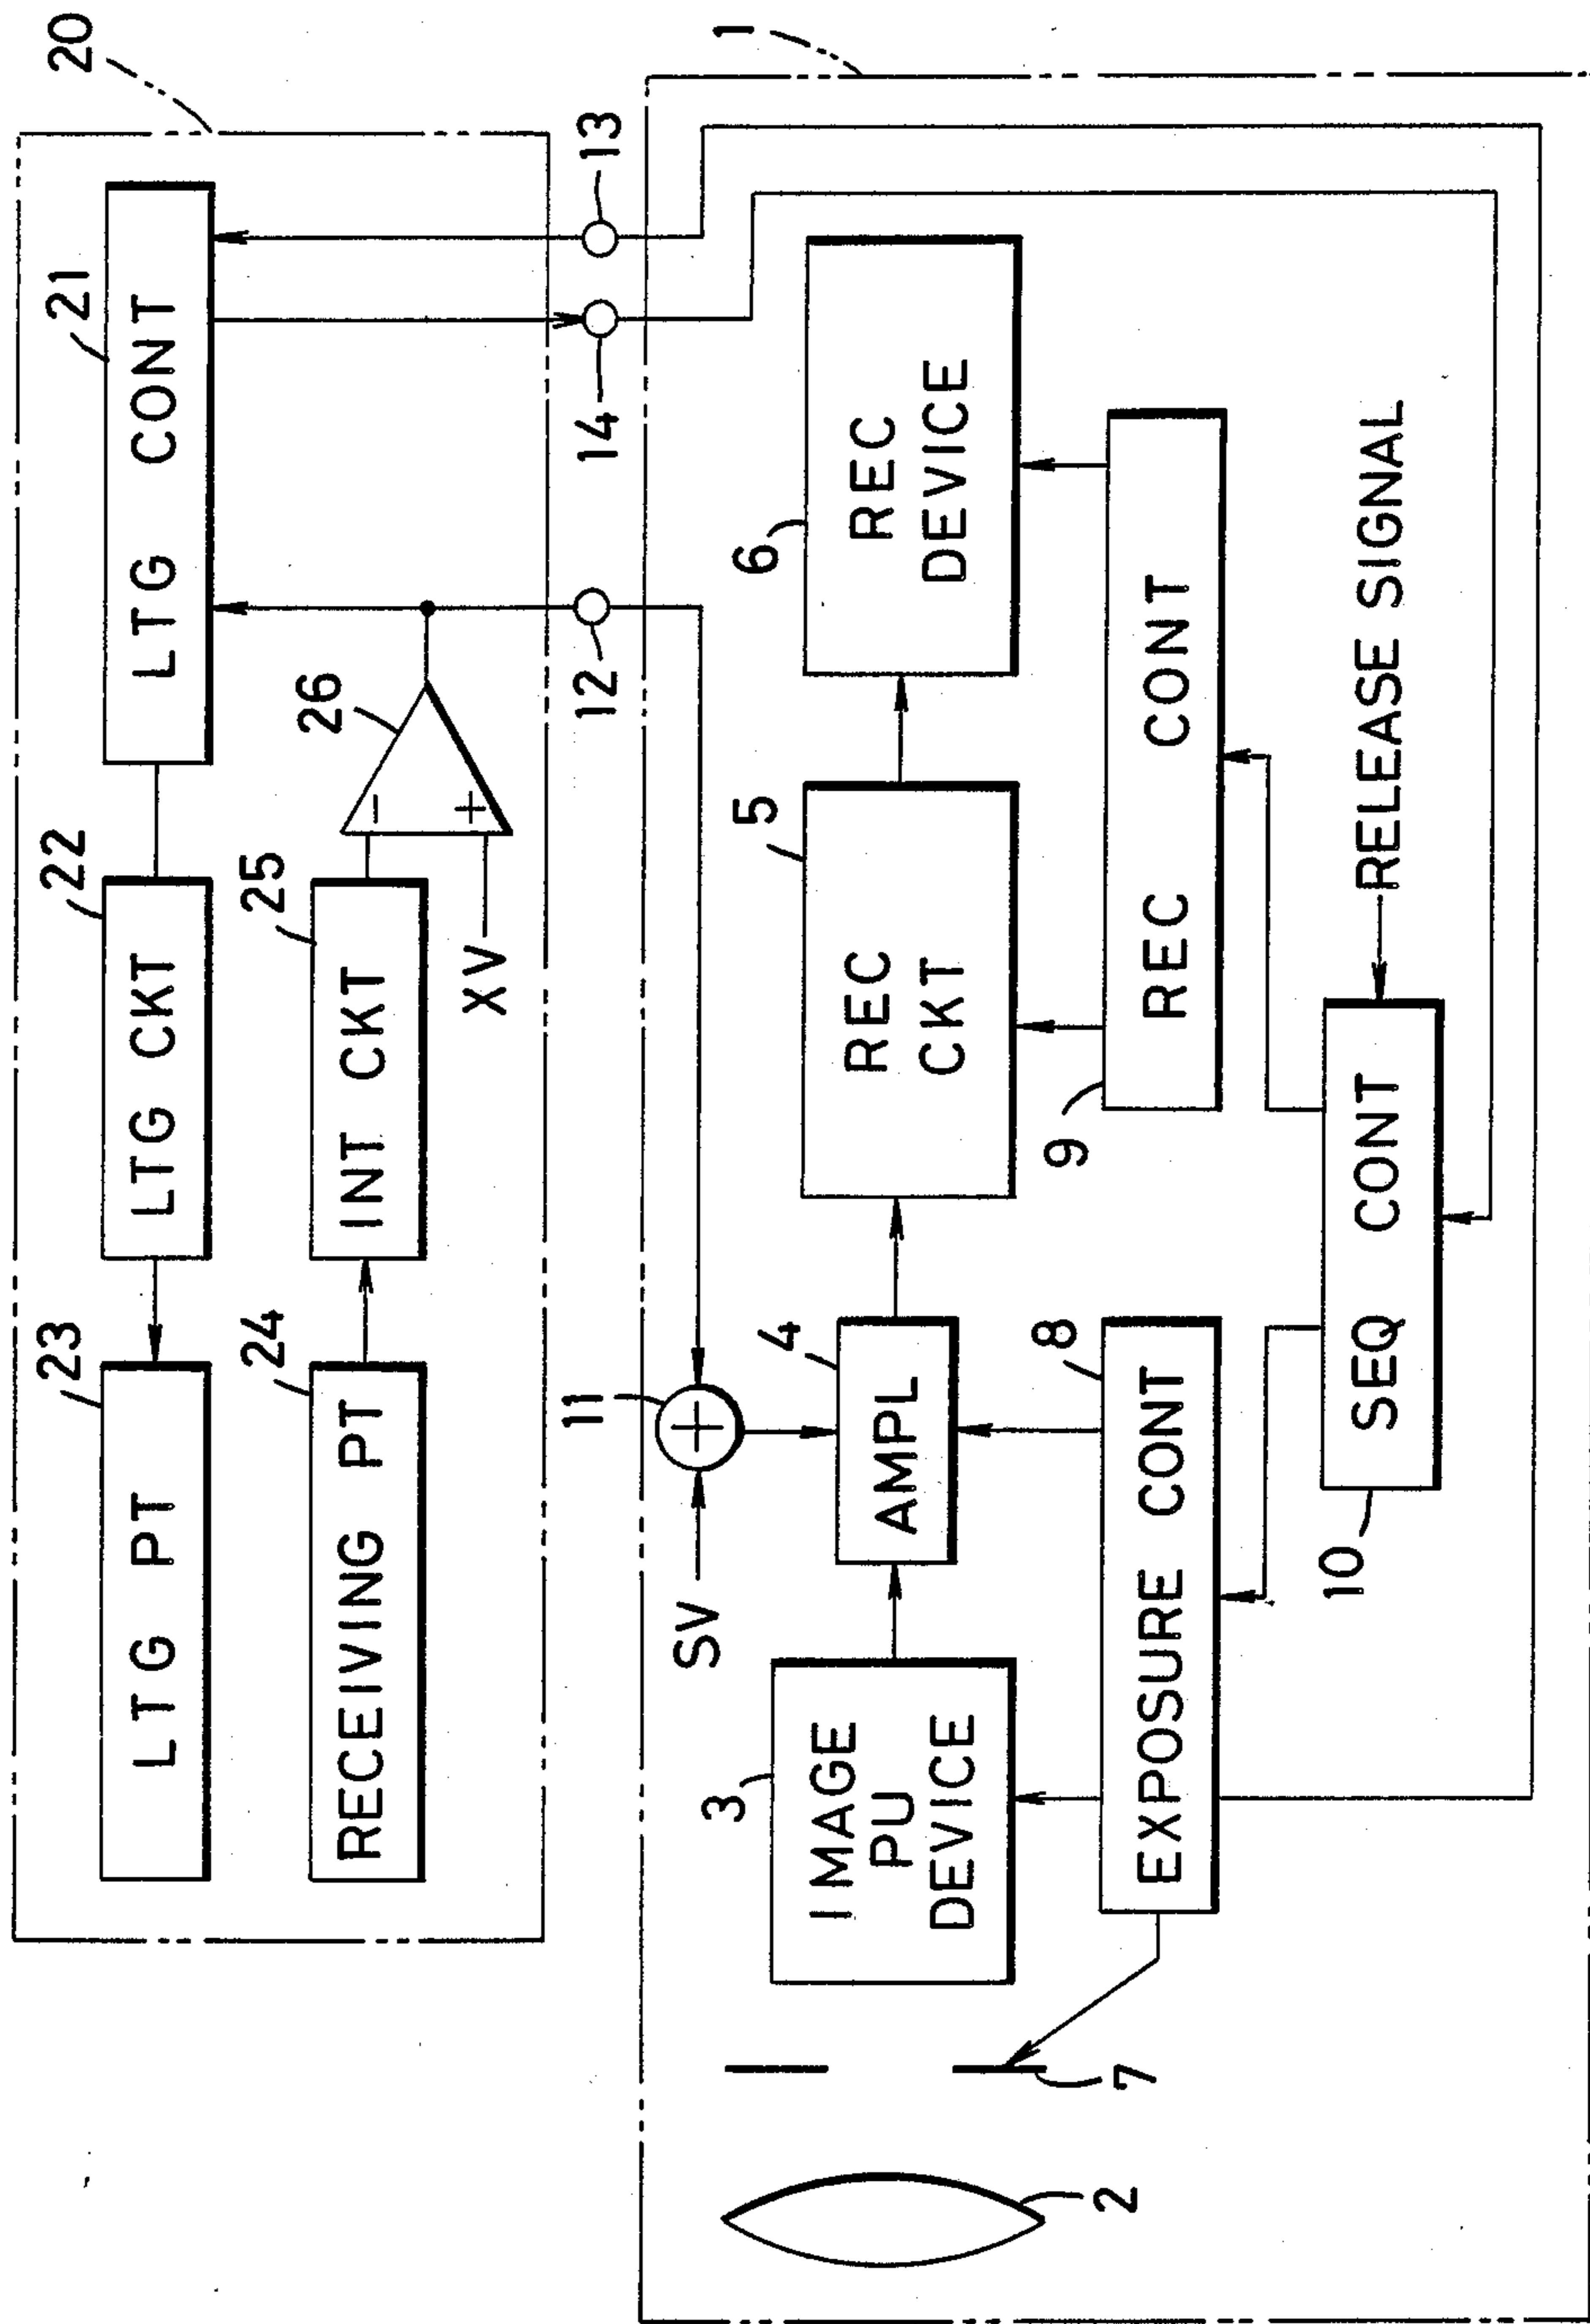 20
23
LTG PT
22
LTG CKT
21
LTG CONT
24
RECEIVING PT
25
INT CKT
26
−
+
XV
12
14
13
1
11
SV
3
IMAGE
PU
DEVICE
4
AMPL
5
REC
CKT
6
REC
DEVICE
2
7
8
EXPOSURE CONT
9
REC CONT
10
SEQ CONT
RELEASE SIGNAL